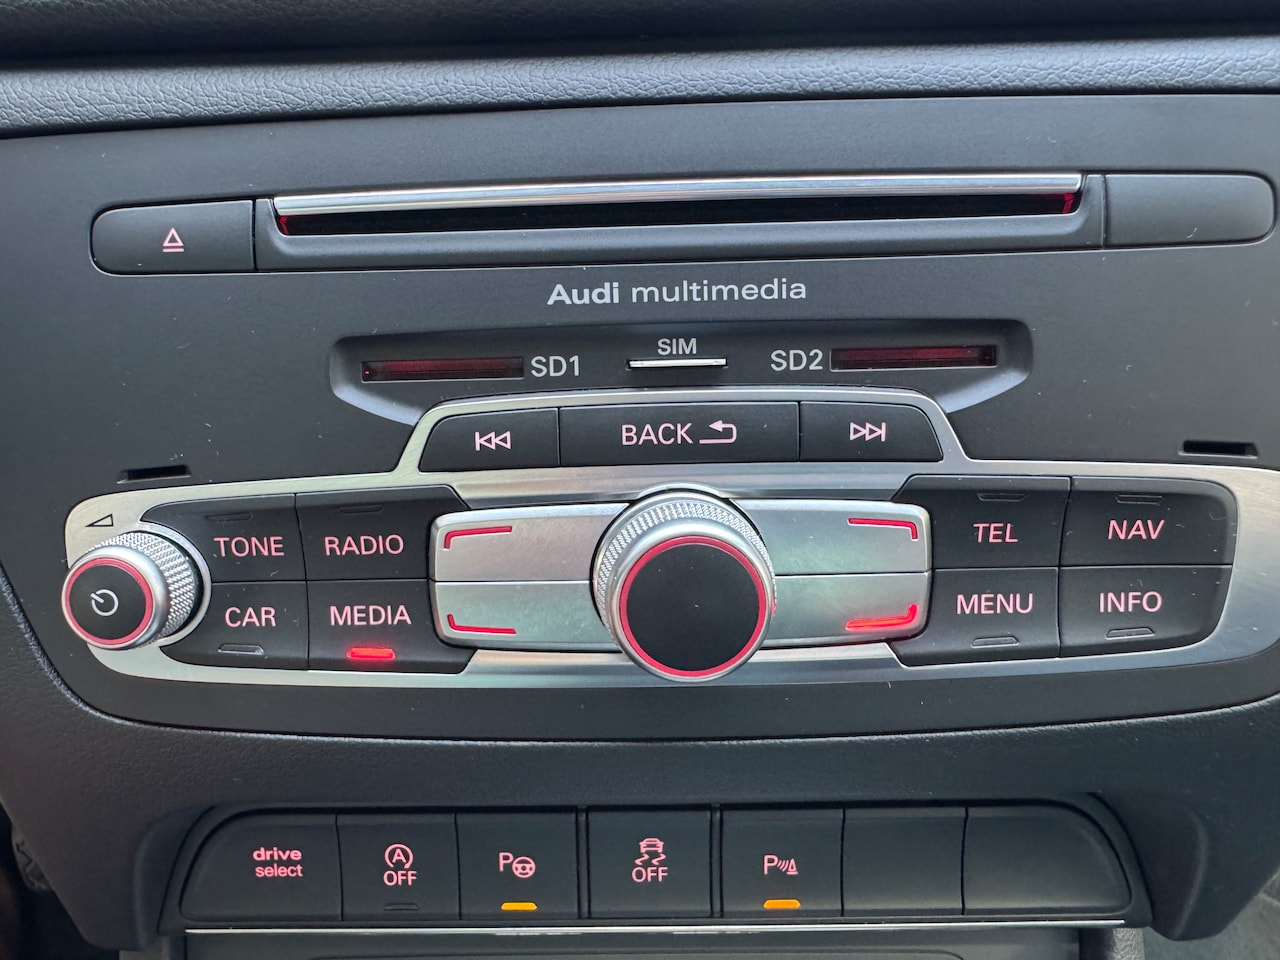 Audi multimedia
SD1
SIM
SD2
BACK
TONE
RADIO
TEL
NAV
CAR
MEDIA
MENU
INFO
drive
select
A
OFF
P
OFF
P